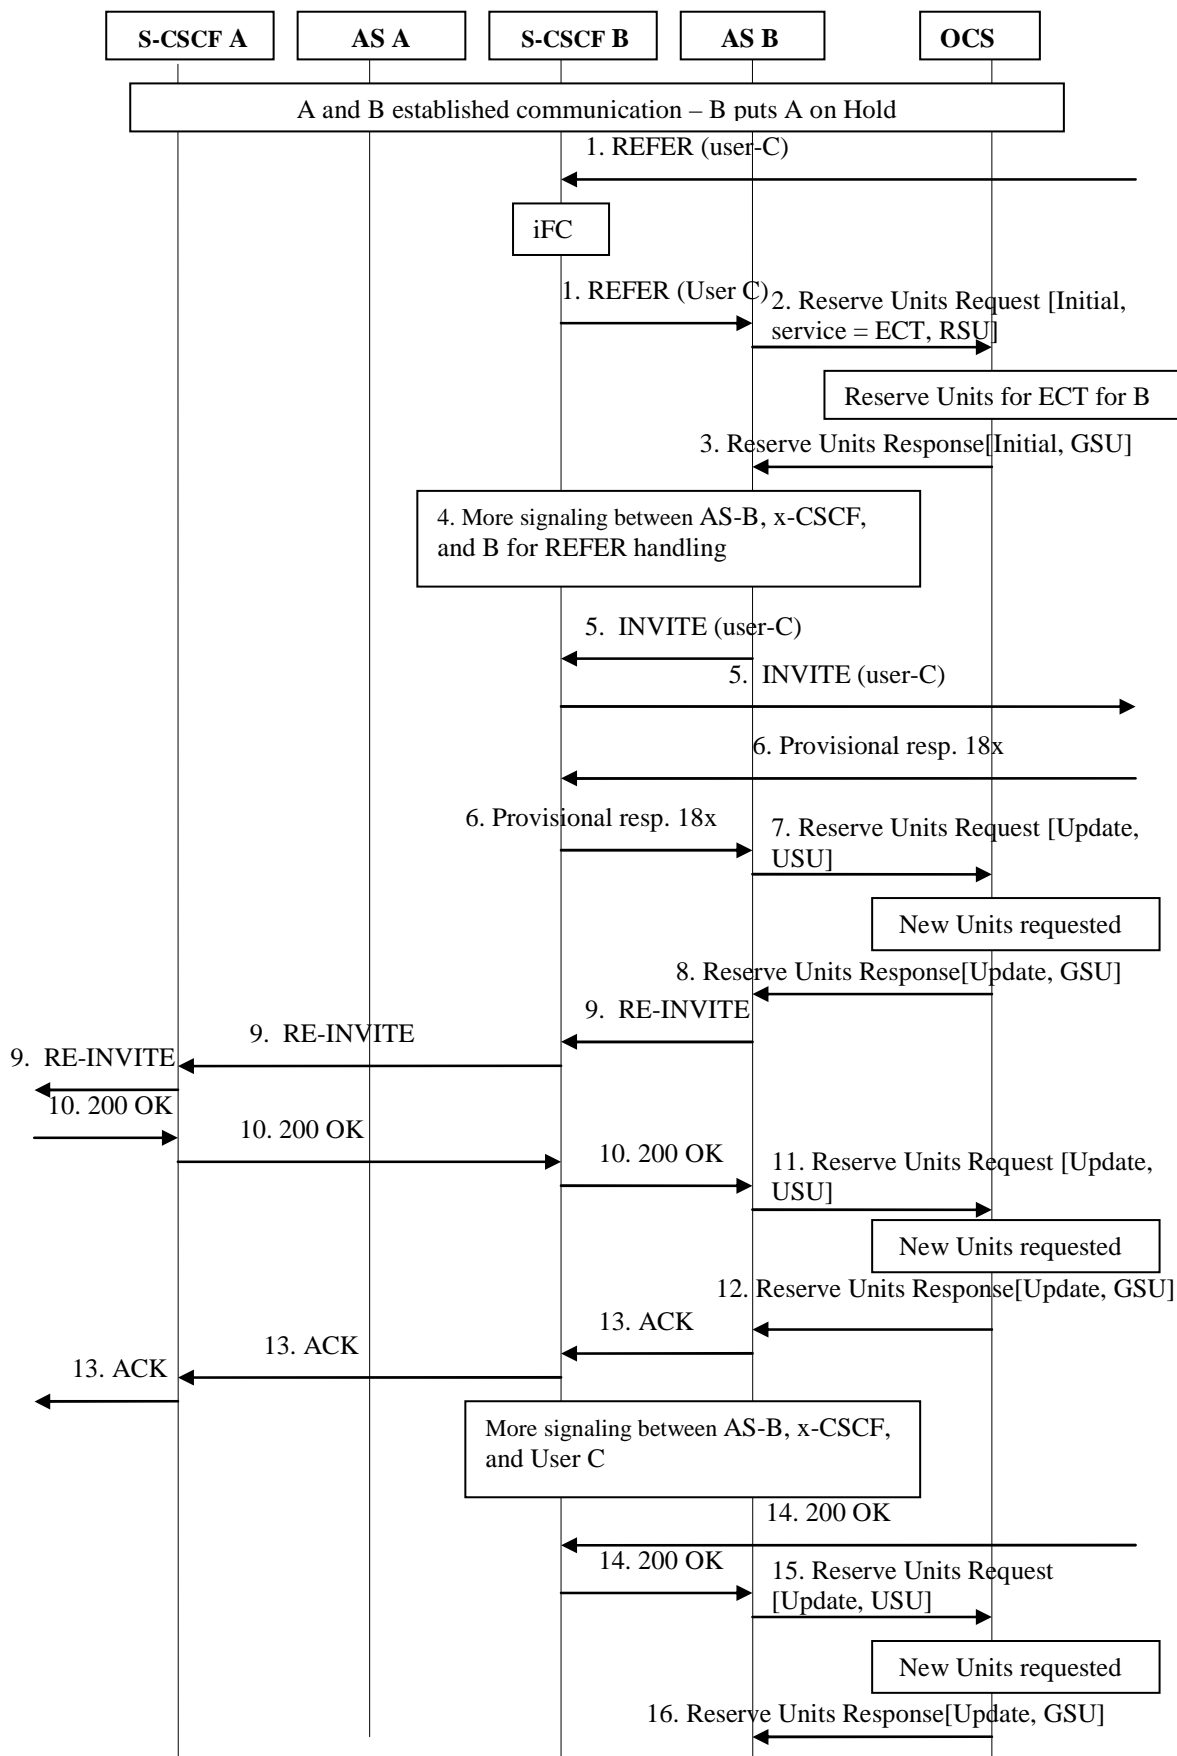 S-CSCF A
AS A
S-CSCF B
AS B
OCS
A and B established communication – B puts A on Hold
1. REFER (user-C)
iFC
1. REFER (User C)
2. Reserve Units Request [Initial,
service = ECT, RSU]
Reserve Units for ECT for B
3. Reserve Units Response[Initial, GSU]
4. More signaling between AS-B, x-CSCF,
and B for REFER handling
5. INVITE (user-C)
5. INVITE (user-C)
6. Provisional resp. 18x
6. Provisional resp. 18x
7. Reserve Units Request [Update,
USU]
New Units requested
8. Reserve Units Response[Update, GSU]
9. RE-INVITE
9. RE-INVITE
9. RE-INVITE
10. 200 OK
10. 200 OK
10. 200 OK
11. Reserve Units Request [Update,
USU]
New Units requested
12. Reserve Units Response[Update, GSU]
13. ACK
13. ACK
13. ACK
More signaling between AS-B, x-CSCF,
and User C
14. 200 OK
14. 200 OK
15. Reserve Units Request
[Update, USU]
New Units requested
16. Reserve Units Response[Update, GSU]